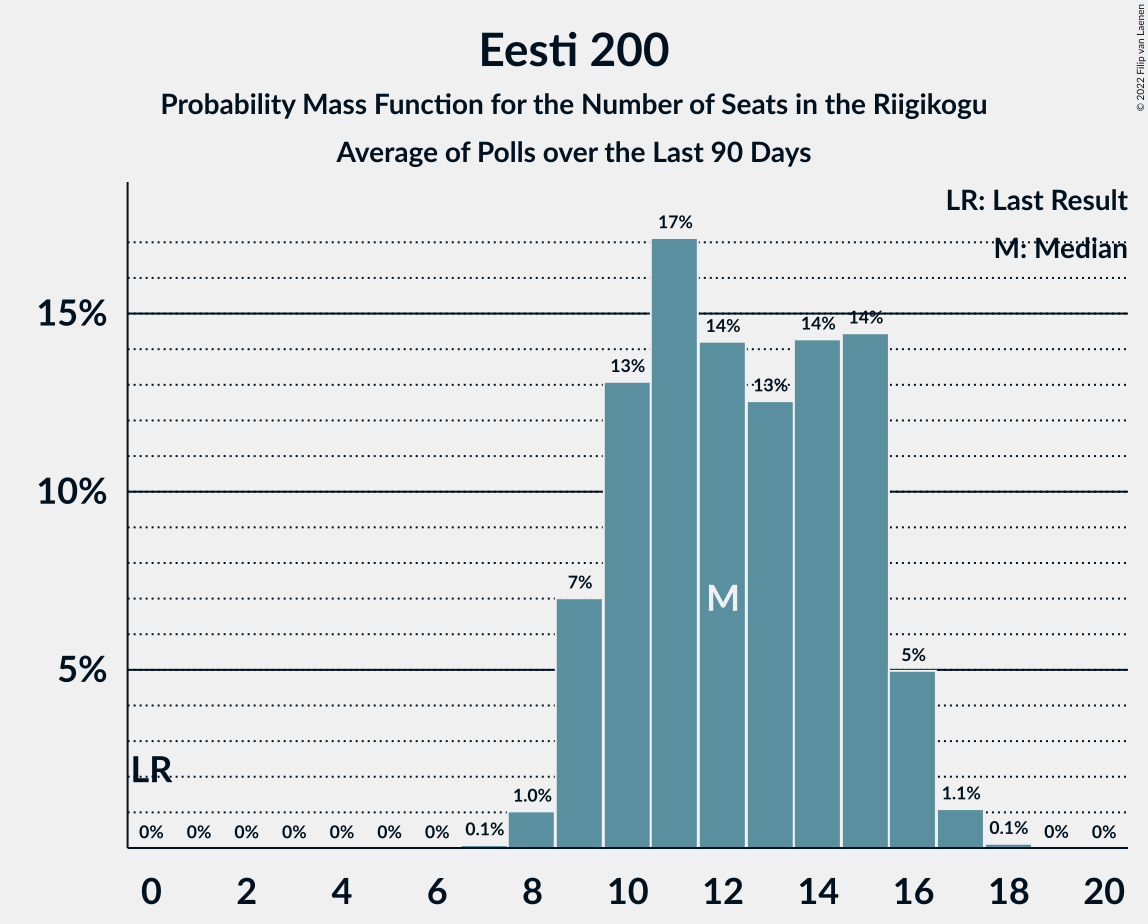 Eesti 200
Probability Mass Function for the Number of Seats in the Riigikogu
Average of Polls over the Last 90 Days
© 2022 Filip van Laenen
LR: Last Result
M: Median
15%
10%
5%
0% 0% 0% 0% 0% 0% 0% 0.1% 1.0% 7% 13% 17% 14% 13% 14% 14% 5% 1.1% 0.1% 0% 0%
LR
M
0 2 4 6 8 10 12 14 16 18 20